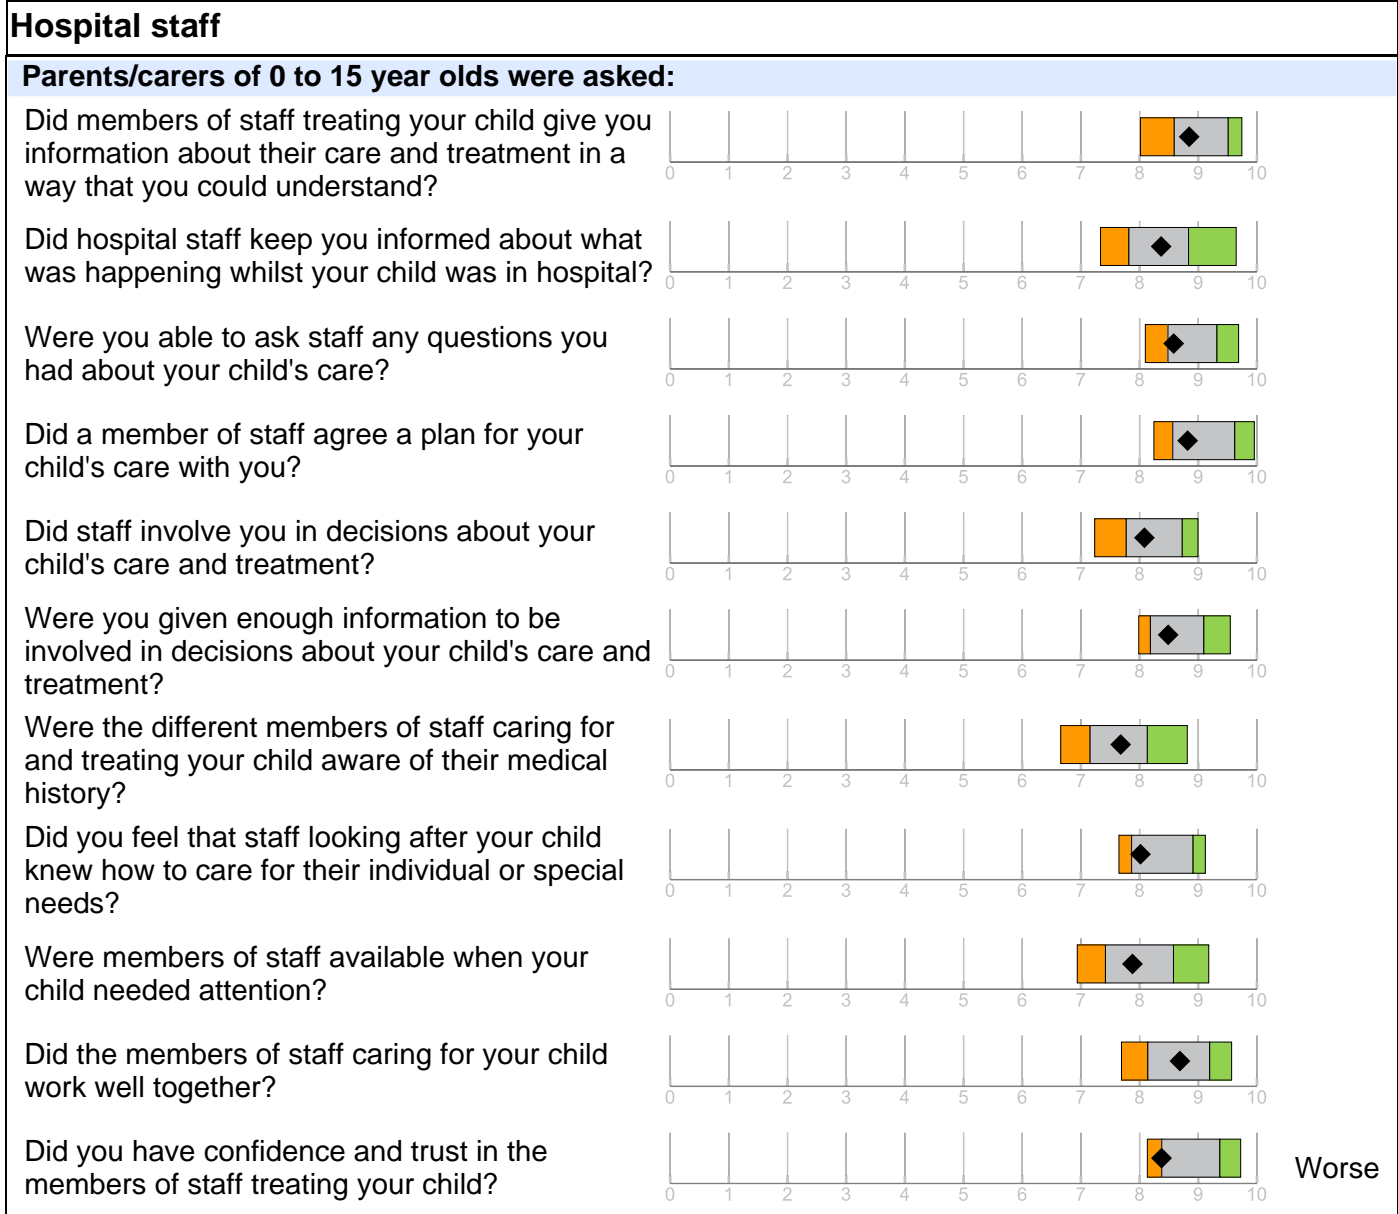 Hospital staff
Parents/carers of 0 to 15 year olds were asked:
Did members of staff treating your child give you
information about their care and treatment in a
way that you could understand?
0 1 2 3 4 5 6 7 8 9 10
Did hospital staff keep you informed about what
was happening whilst your child was in hospital?
0 1 2 3 4 5 6 7 8 9 10
Were you able to ask staff any questions you
had about your child's care?
0 1 2 3 4 5 6 7 8 9 10
Did a member of staff agree a plan for your
child's care with you?
0 1 2 3 4 5 6 7 8 9 10
Did staff involve you in decisions about your
child's care and treatment?
0 1 2 3 4 5 6 7 8 9 10
Were you given enough information to be
involved in decisions about your child's care and
treatment?
0 1 2 3 4 5 6 7 8 9 10
Were the different members of staff caring for
and treating your child aware of their medical
history?
0 1 2 3 4 5 6 7 8 9 10
Did you feel that staff looking after your child
knew how to care for their individual or special
needs?
0 1 2 3 4 5 6 7 8 9 10
Were members of staff available when your
child needed attention?
0 1 2 3 4 5 6 7 8 9 10
Did the members of staff caring for your child
work well together?
0 1 2 3 4 5 6 7 8 9 10
Did you have confidence and trust in the
members of staff treating your child?
0 1 2 3 4 5 6 7 8 9 10
Worse